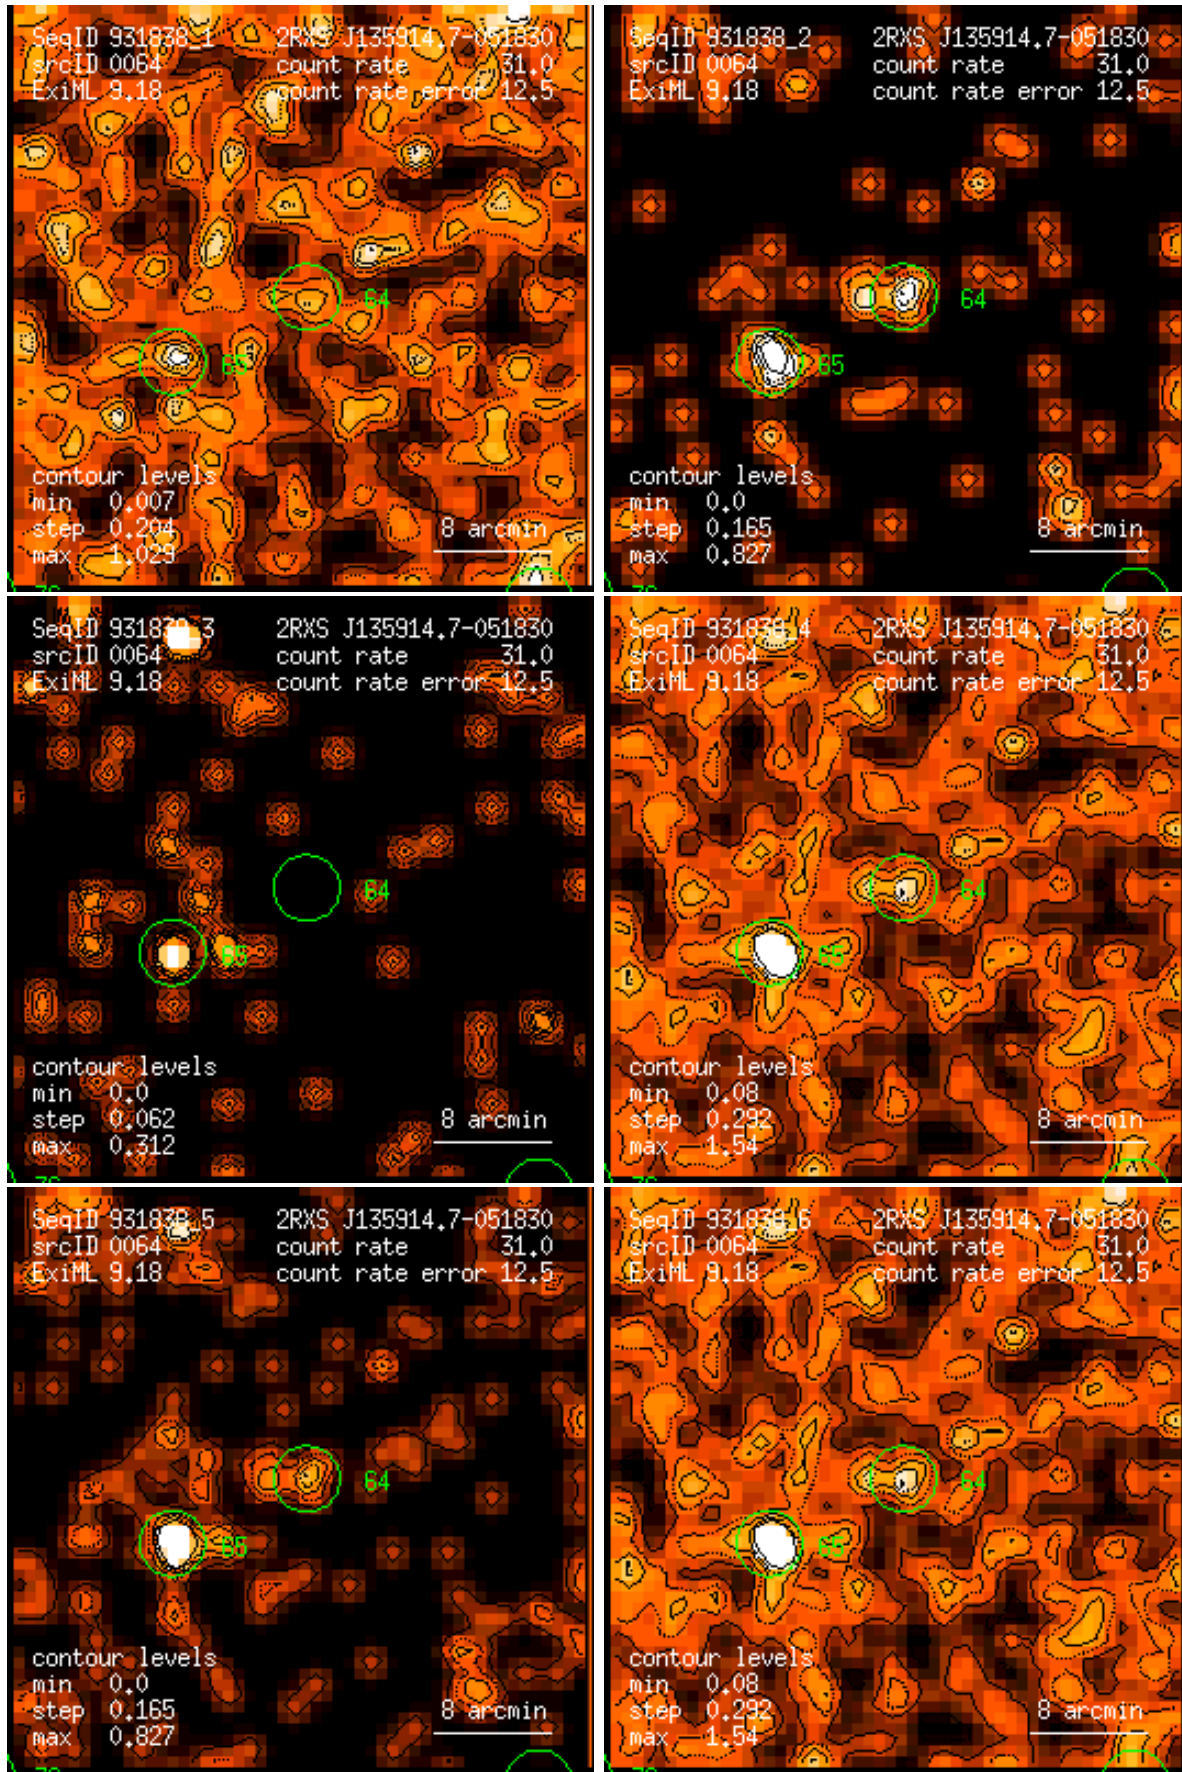 SeqID 931838_1 2RXS J135914.7-051830
srcID 0064 count rate 31.0
ExiML 9.18 count rate error 12.5
64
65
contour levels
min 0.007
step 0.204
max 1.029
8 arcmin
SeqID 931838_2 2RXS J135914.7-051830
srcID 0064 count rate 31.0
ExiML 9.18 count rate error 12.5
64
65
contour levels
min 0.0
step 0.165
max 0.827
8 arcmin
SeqID 931838_3 2RXS J135914.7-051830
srcID 0064 count rate 31.0
ExiML 9.18 count rate error 12.5
64
65
contour levels
min 0.0
step 0.062
max 0.312
8 arcmin
SeqID 931838_4 2RXS J135914.7-051830
srcID 0064 count rate 31.0
ExiML 9.18 count rate error 12.5
64
65
contour levels
min 0.08
step 0.292
max 1.54
8 arcmin
SeqID 931838_5 2RXS J135914.7-051830
srcID 0064 count rate 31.0
ExiML 9.18 count rate error 12.5
64
65
contour levels
min 0.0
step 0.165
max 0.827
8 arcmin
SeqID 931838_6 2RXS J135914.7-051830
srcID 0064 count rate 31.0
ExiML 9.18 count rate error 12.5
64
65
contour levels
min 0.08
step 0.292
max 1.54
8 arcmin